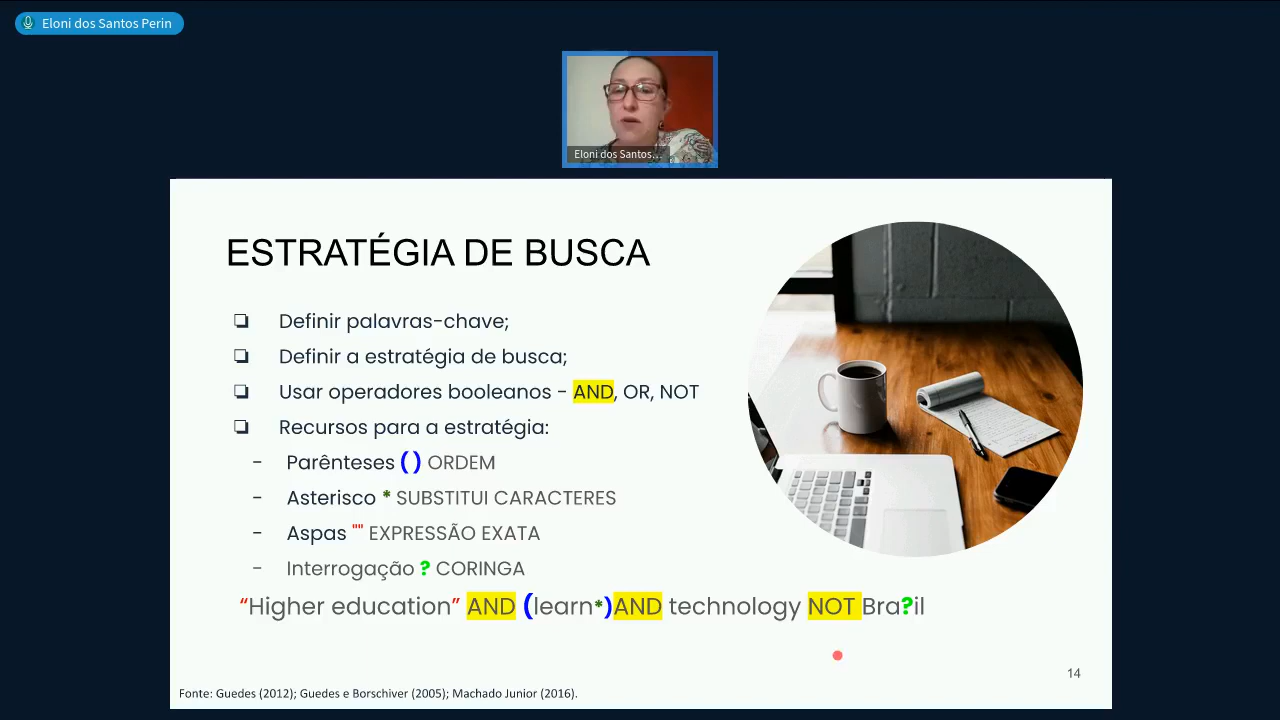 Eloni dos Santos Perin
Eloni dos Santos...
ESTRATÉGIA DE BUSCA
❏ Definir palavras-chave;
❏ Definir a estratégia de busca;
❏ Usar operadores booleanos - AND, OR, NOT
❏ Recursos para a estratégia:
- Parênteses ( ) ORDEM
- Asterisco * SUBSTITUI CARACTERES
- Aspas "" EXPRESSÃO EXATA
- Interrogação ? CORINGA
“Higher education” AND (learn*)AND technology NOT Bra?il
14
Fonte: Guedes (2012); Guedes e Borschiver (2005); Machado Junior (2016).